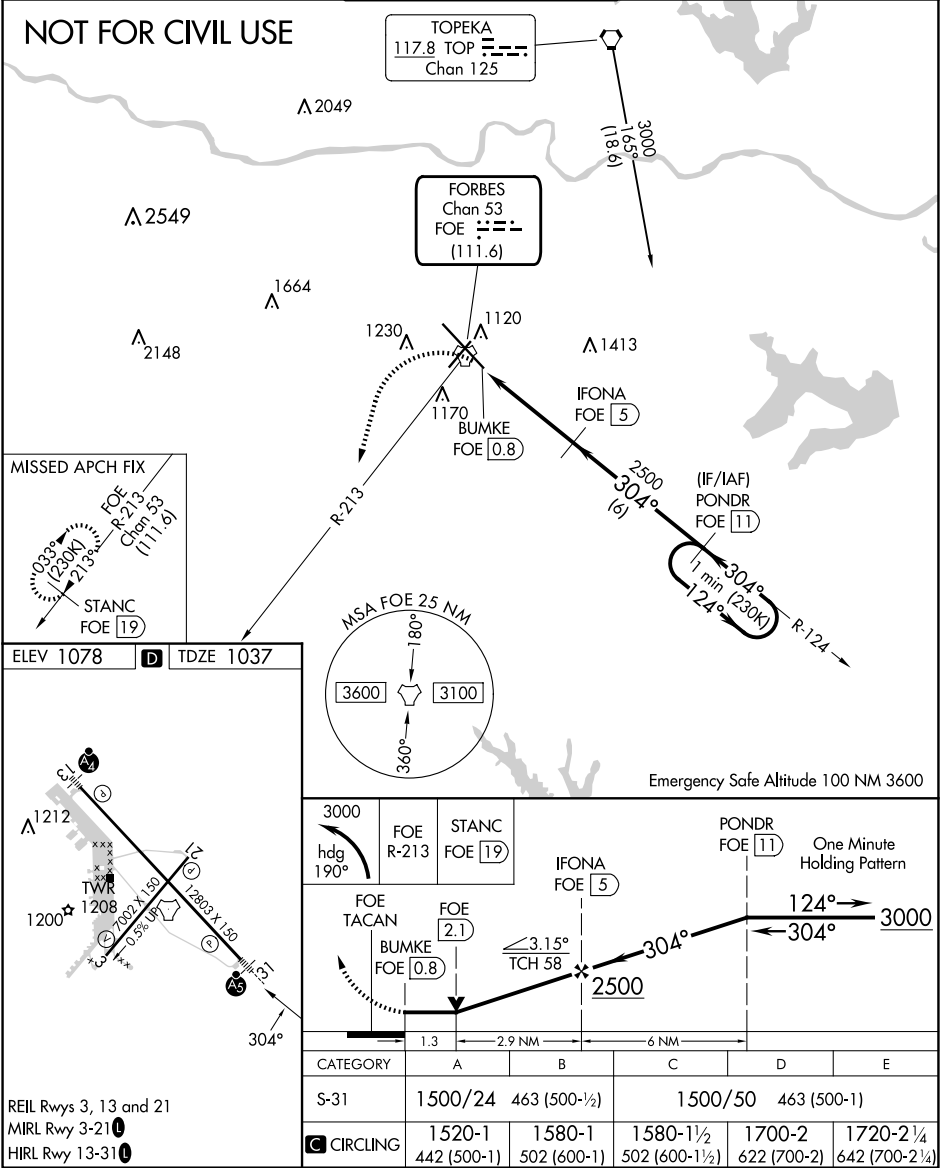 NOT FOR CIVIL USE
TOPEKA
117.8 TOP
Chan 125
2049
3000
165°
(18.6)
FORBES
Chan 53
FOE
(111.6)
2549
1664
2148
1230
1120
1413
1170
BUMKE
FOE 0.8
IFONA
FOE 5
2500
304°
(6)
(IF/IAF)
PONDR
FOE 11
304°
1 min (230K)
124°
R-124
R-213
MISSED APCH FIX
FOE
R-213
Chan 53
(111.6)
033°
(230K)
213°
STANC
FOE 19
MSA FOE 25 NM
180°
3600
3100
360°
Emergency Safe Altitude 100 NM 3600
ELEV 1078 D TDZE 1037
A4
13
P
1212
21
P
TWR
1208
1200
7002 X 150
0.5% UP
12803 X 150
V
P
3
31
A5
304°
REIL Rwys 3, 13 and 21
MIRL Rwy 3-21 L
HIRL Rwy 13-31 L
3000
hdg
190°
FOE
R-213
STANC
FOE 19
PONDR
FOE 11
One Minute
Holding Pattern
IFONA
FOE 5
FOE
TACAN
BUMKE
FOE 0.8
FOE
2.1
3.15°
TCH 58
304°
2500
124°
304°
3000
1.3 2.9 NM 6 NM
CATEGORY A B C D E
S-31 1500/24 463 (500-½) 1500/50 463 (500-1)
C CIRCLING 1520-1 1580-1 1580-1½ 1700-2 1720-2¼
442 (500-1) 502 (600-1) 502 (600-1½) 622 (700-2) 642 (700-2¼)